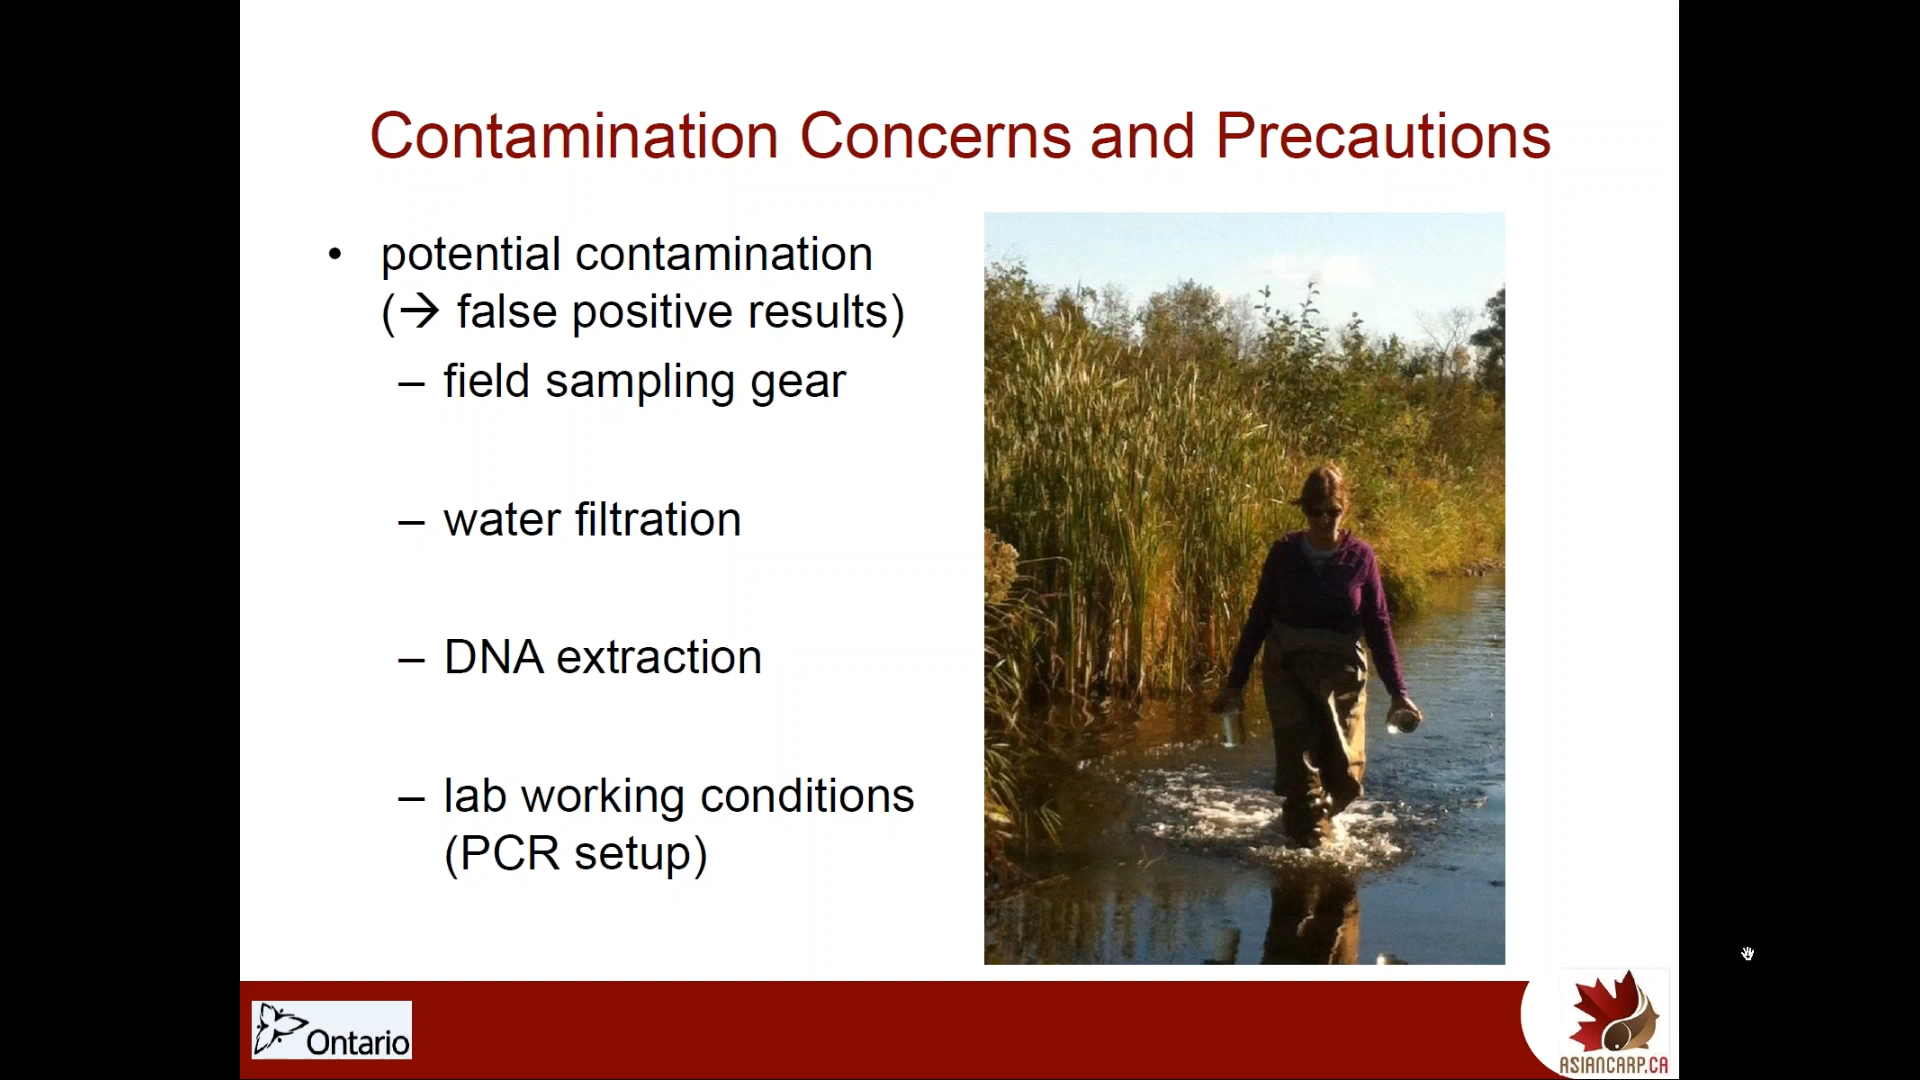 Contamination Concerns and Precautions
• potential contamination
(→ false positive results)
– field sampling gear
– water filtration
– DNA extraction
– lab working conditions
(PCR setup)
Ontario
ASIANCARP.CA